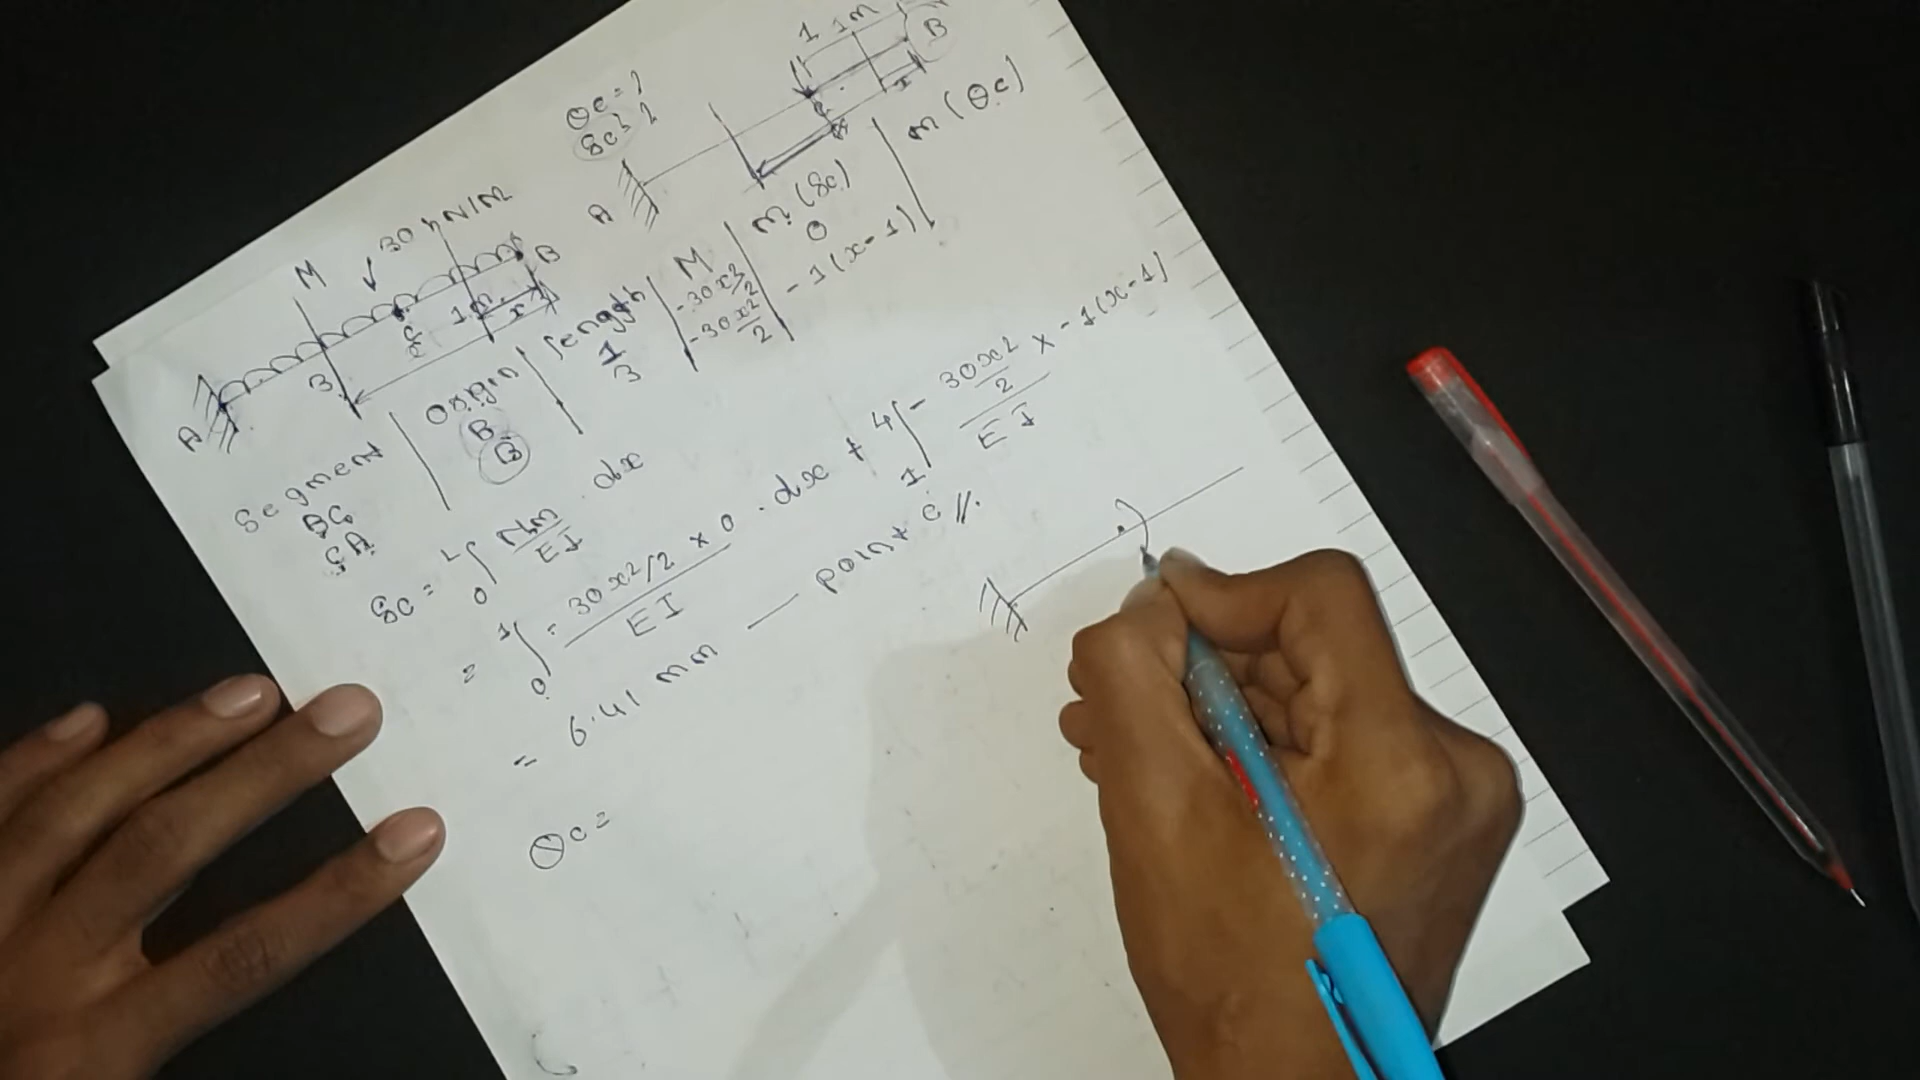 θc = ?
δc = ?
1 1m
B
x
c
A
M
30 kN/m
B
1m
x
c
3
A
Segment | Origin | length | M | m (δc) | m (θc)
BC B 1 -30x²/2 0
CA B 3 -30x²/2 -1(x-1)
δc = ∫₀ᴸ Mm/EI . dx
= ∫₀¹ -30x²/2 × 0 / EI . dx + ∫₁⁴ -30x²/2 × -1(x-1) / EI
= 6.41 mm — point c //.
θc =